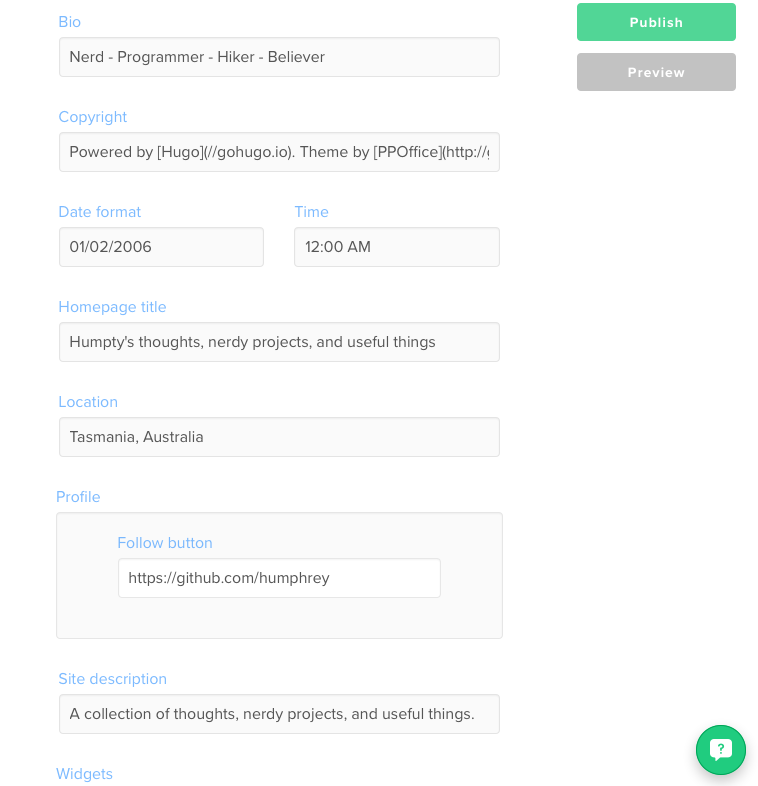 Bio
Publish
Nerd - Programmer - Hiker - Believer
Preview
Copyright
Powered by [Hugo](//gohugo.io). Theme by [PPOffice](http://g
Date format
Time
01/02/2006
12:00 AM
Homepage title
Humpty's thoughts, nerdy projects, and useful things
Location
Tasmania, Australia
Profile
Follow button
https://github.com/humphrey
Site description
A collection of thoughts, nerdy projects, and useful things.
?
Widgets